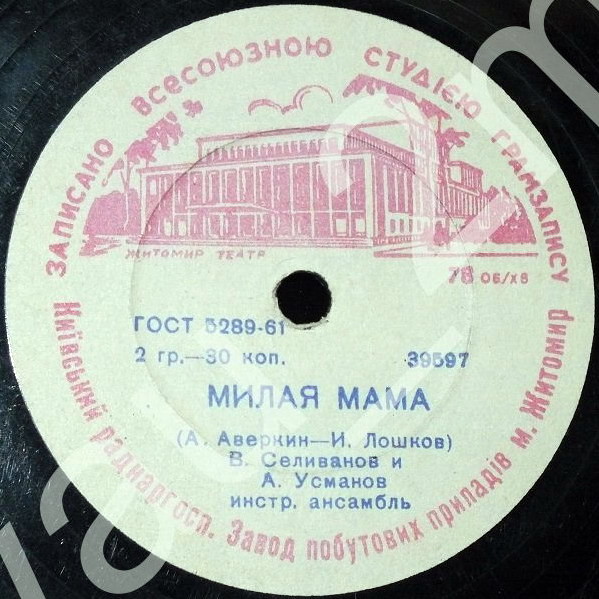 ЗАПИСАНО ВСЕСОЮЗНОЮ СТУДІЄЮ ГРАМЗАПИСУ
ЖИТОМИР ТЕАТР
78 ОБ/ХВ
ГОСТ 5289-61
2 гр.—80 коп. 39597
МИЛАЯ МАМА
(А. Аверкин—И. Лошков)
В. Селиванов и
А. Усманов
инстр. ансамбль
Київський раднаргосп. Завод побутових приладів м. Житомир